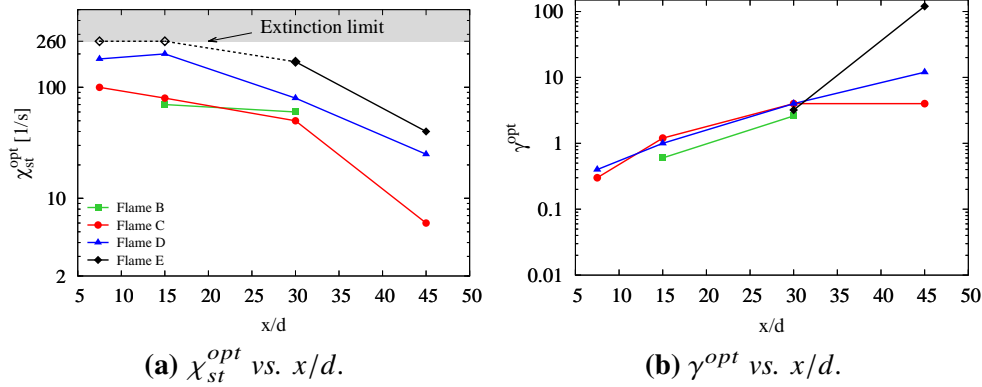 Extinction limit
260
100
10
2
χ_st^opt [1/s]
Flame B
Flame C
Flame D
Flame E
5 10 15 20 25 30 35 40 45 50
x/d
(a) χ_st^opt vs. x/d.
100
10
1
0.1
0.01
γ^opt
5 10 15 20 25 30 35 40 45 50
x/d
(b) γ^opt vs. x/d.